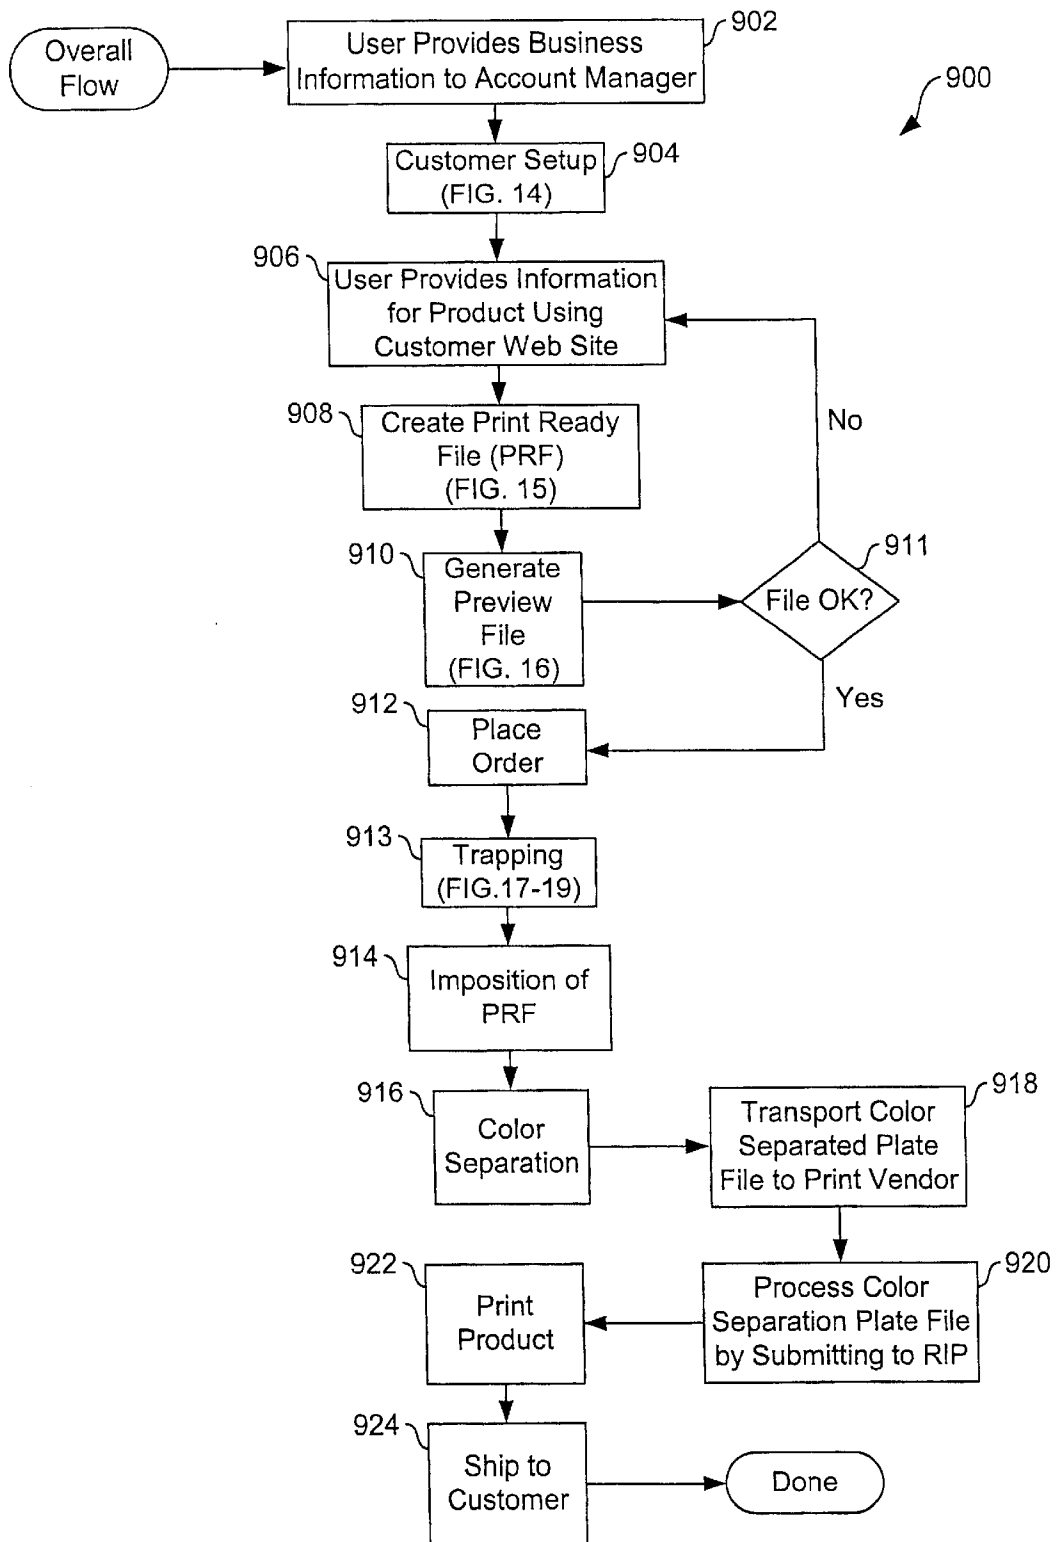 Overall
Flow
902
User Provides Business
Information to Account Manager
900
904
Customer Setup
(FIG. 14)
906
User Provides Information
for Product Using
Customer Web Site
908
Create Print Ready
File (PRF)
(FIG. 15)
No
910
Generate
Preview
File
(FIG. 16)
911
File OK?
Yes
912
Place
Order
913
Trapping
(FIG.17-19)
914
Imposition of
PRF
916
Color
Separation
918
Transport Color
Separated Plate
File to Print Vendor
920
Process Color
Separation Plate File
by Submitting to RIP
922
Print
Product
924
Ship to
Customer
Done